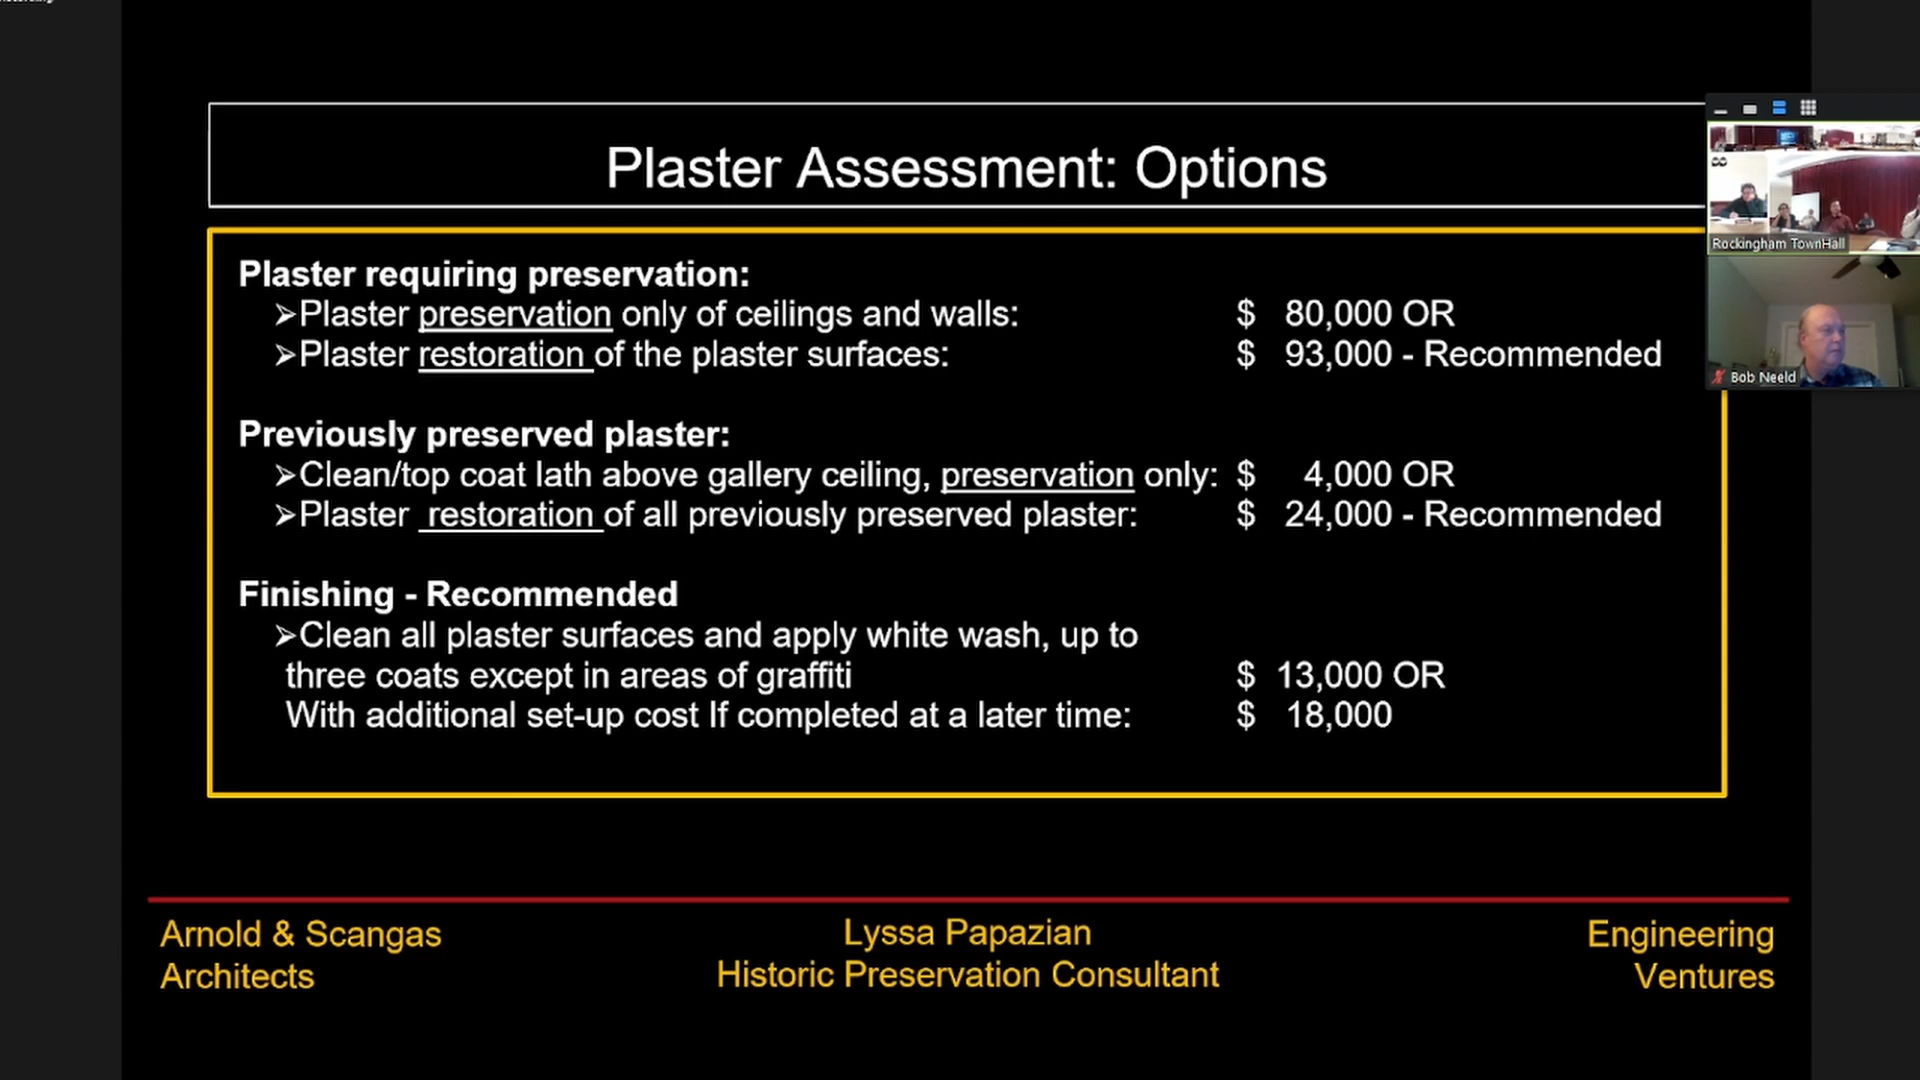 Plaster Assessment: Options
Plaster requiring preservation:
➢Plaster preservation only of ceilings and walls: $ 80,000 OR
➢Plaster restoration of the plaster surfaces: $ 93,000 - Recommended
Previously preserved plaster:
➢Clean/top coat lath above gallery ceiling, preservation only: $ 4,000 OR
➢Plaster restoration of all previously preserved plaster: $ 24,000 - Recommended
Finishing - Recommended
➢Clean all plaster surfaces and apply white wash, up to
three coats except in areas of graffiti $ 13,000 OR
With additional set-up cost If completed at a later time: $ 18,000
Rockingham TownHall
Bob Neeld
Arnold & Scangas
Architects
Lyssa Papazian
Historic Preservation Consultant
Engineering
Ventures